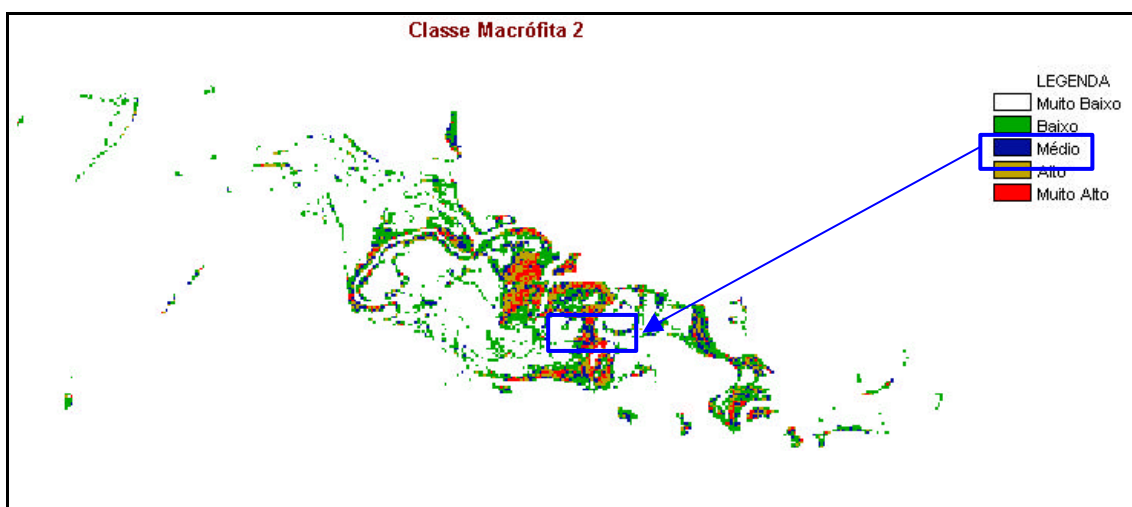 Classe Macrófita 2
LEGENDA
Muito Baixo
Baixo
Médio
Alto
Muito Alto